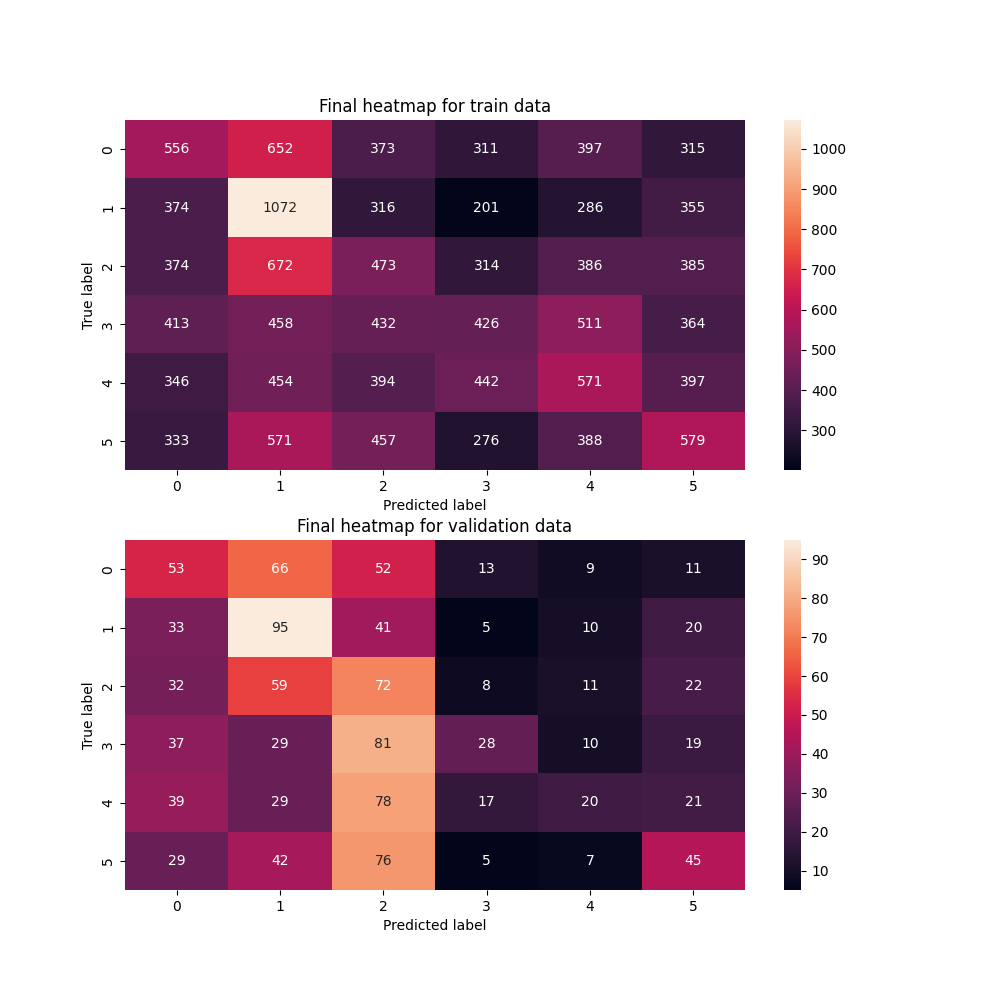 Final heatmap for train data
0 556 652 373 311 397 315
1 374 1072 316 201 286 355
2 374 672 473 314 386 385
3 413 458 432 426 511 364
4 346 454 394 442 571 397
5 333 571 457 276 388 579
0 1 2 3 4 5
Predicted label
True label
1000
900
800
700
600
500
400
300
Final heatmap for validation data
0 53 66 52 13 9 11
1 33 95 41 5 10 20
2 32 59 72 8 11 22
3 37 29 81 28 10 19
4 39 29 78 17 20 21
5 29 42 76 5 7 45
0 1 2 3 4 5
Predicted label
True label
90
80
70
60
50
40
30
20
10